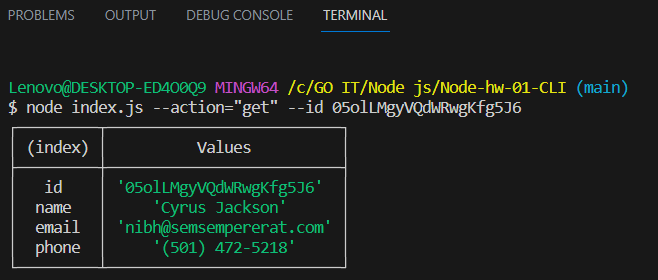 PROBLEMS OUTPUT DEBUG CONSOLE TERMINAL
Lenovo@DESKTOP-ED4O0Q9 MINGW64 /c/GO IT/Node js/Node-hw-01-CLI (main)
$ node index.js --action="get" --id 05olLMgyVQdWRwgKfg5J6
(index) Values
id '05olLMgyVQdWRwgKfg5J6'
name 'Cyrus Jackson'
email 'nibh@semsempererat.com'
phone '(501) 472-5218'